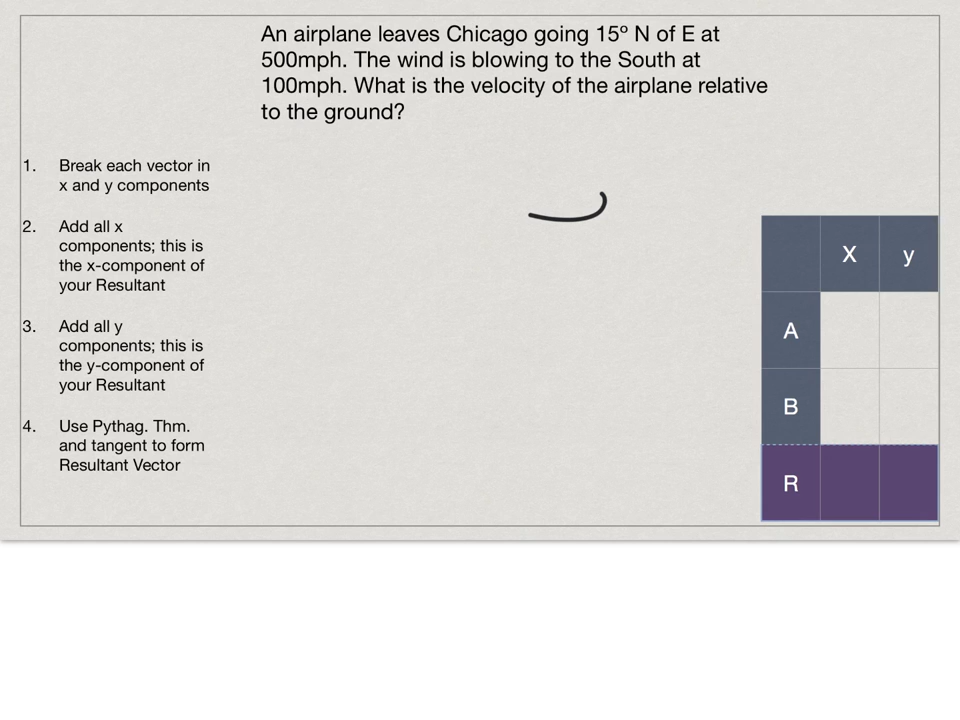 An airplane leaves Chicago going 15º N of E at
500mph. The wind is blowing to the South at
100mph. What is the velocity of the airplane relative
to the ground?
1. Break each vector in
x and y components
2. Add all x
components; this is
the x-component of
your Resultant
3. Add all y
components; this is
the y-component of
your Resultant
4. Use Pythag. Thm.
and tangent to form
Resultant Vector
X y
A
B
R